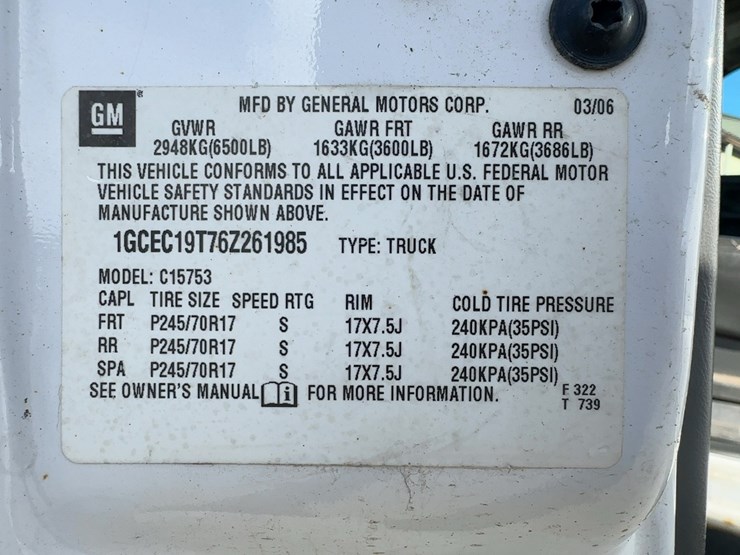 GM ® MFD BY GENERAL MOTORS CORP. 03/06
GVWR GAWR FRT GAWR RR
2948KG(6500LB) 1633KG(3600LB) 1672KG(3686LB)
THIS VEHICLE CONFORMS TO ALL APPLICABLE U.S. FEDERAL MOTOR
VEHICLE SAFETY STANDARDS IN EFFECT ON THE DATE OF
MANUFACTURE SHOWN ABOVE.
1GCEC19T76Z261985 TYPE: TRUCK
MODEL: C15753
CAPL TIRE SIZE SPEED RTG RIM COLD TIRE PRESSURE
FRT P245/70R17 S 17X7.5J 240KPA(35PSI)
RR P245/70R17 S 17X7.5J 240KPA(35PSI)
SPA P245/70R17 S 17X7.5J 240KPA(35PSI)
SEE OWNER'S MANUAL i FOR MORE INFORMATION. F 322
T 739